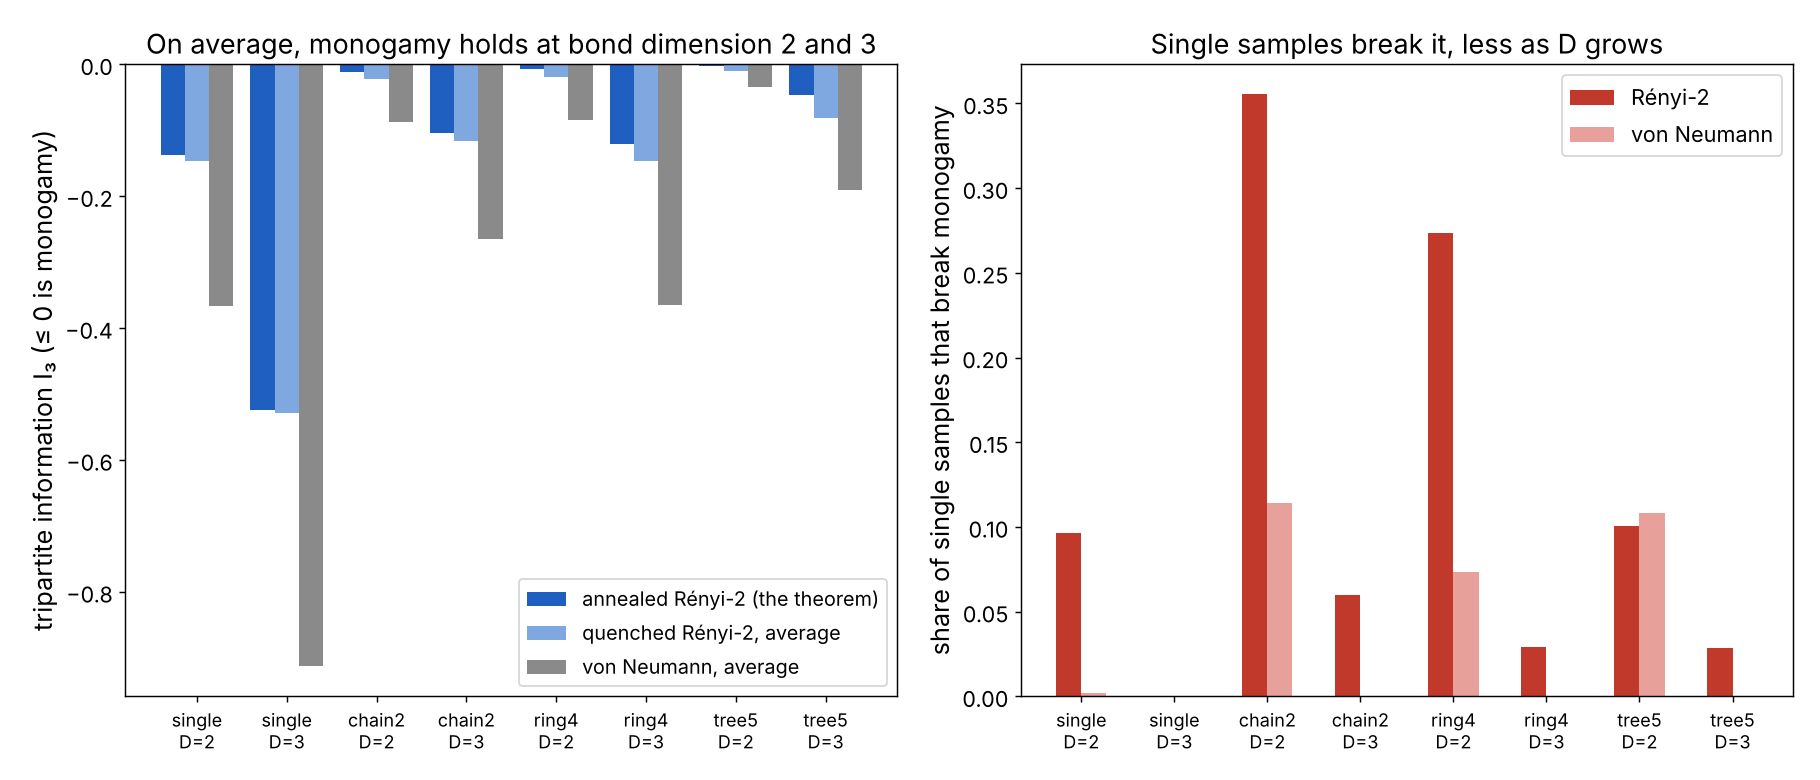 On average, monogamy holds at bond dimension 2 and 3
tripartite information I₃ (≤ 0 is monogamy)
0.0
−0.2
−0.4
−0.6
−0.8
annealed Rényi-2 (the theorem)
quenched Rényi-2, average
von Neumann, average
single
D=2
single
D=3
chain2
D=2
chain2
D=3
ring4
D=2
ring4
D=3
tree5
D=2
tree5
D=3
Single samples break it, less as D grows
share of single samples that break monogamy
0.35
0.30
0.25
0.20
0.15
0.10
0.05
0.00
Rényi-2
von Neumann
single
D=2
single
D=3
chain2
D=2
chain2
D=3
ring4
D=2
ring4
D=3
tree5
D=2
tree5
D=3